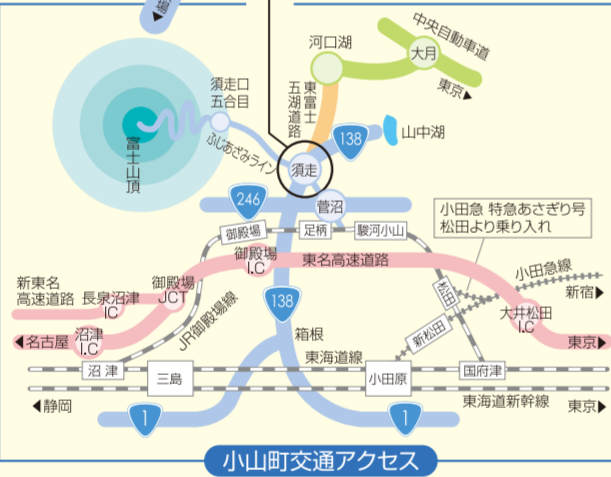 場
中央自動車道
河口湖
大月
東京▶
須走口
五合目
東富士
五湖道路
138
山中湖
ふじあざみライン
富士山頂
須走
246
菅沼
小田急 特急あさぎり号
松田より乗り入れ
御殿場
足柄
駿河小山
御殿場
I.C
東名高速道路
小田急線
新宿▶
新東名
高速道路
長泉沼津
IC
御殿場
JCT
138
松田
大井松田
I.C
◀名古屋
沼津
I.C
JR御殿場線
箱根
新松田
東京▶
東海道線
沼津
三島
小田原
国府津
◀静岡
東海道新幹線
東京▶
1
1
小山町交通アクセス